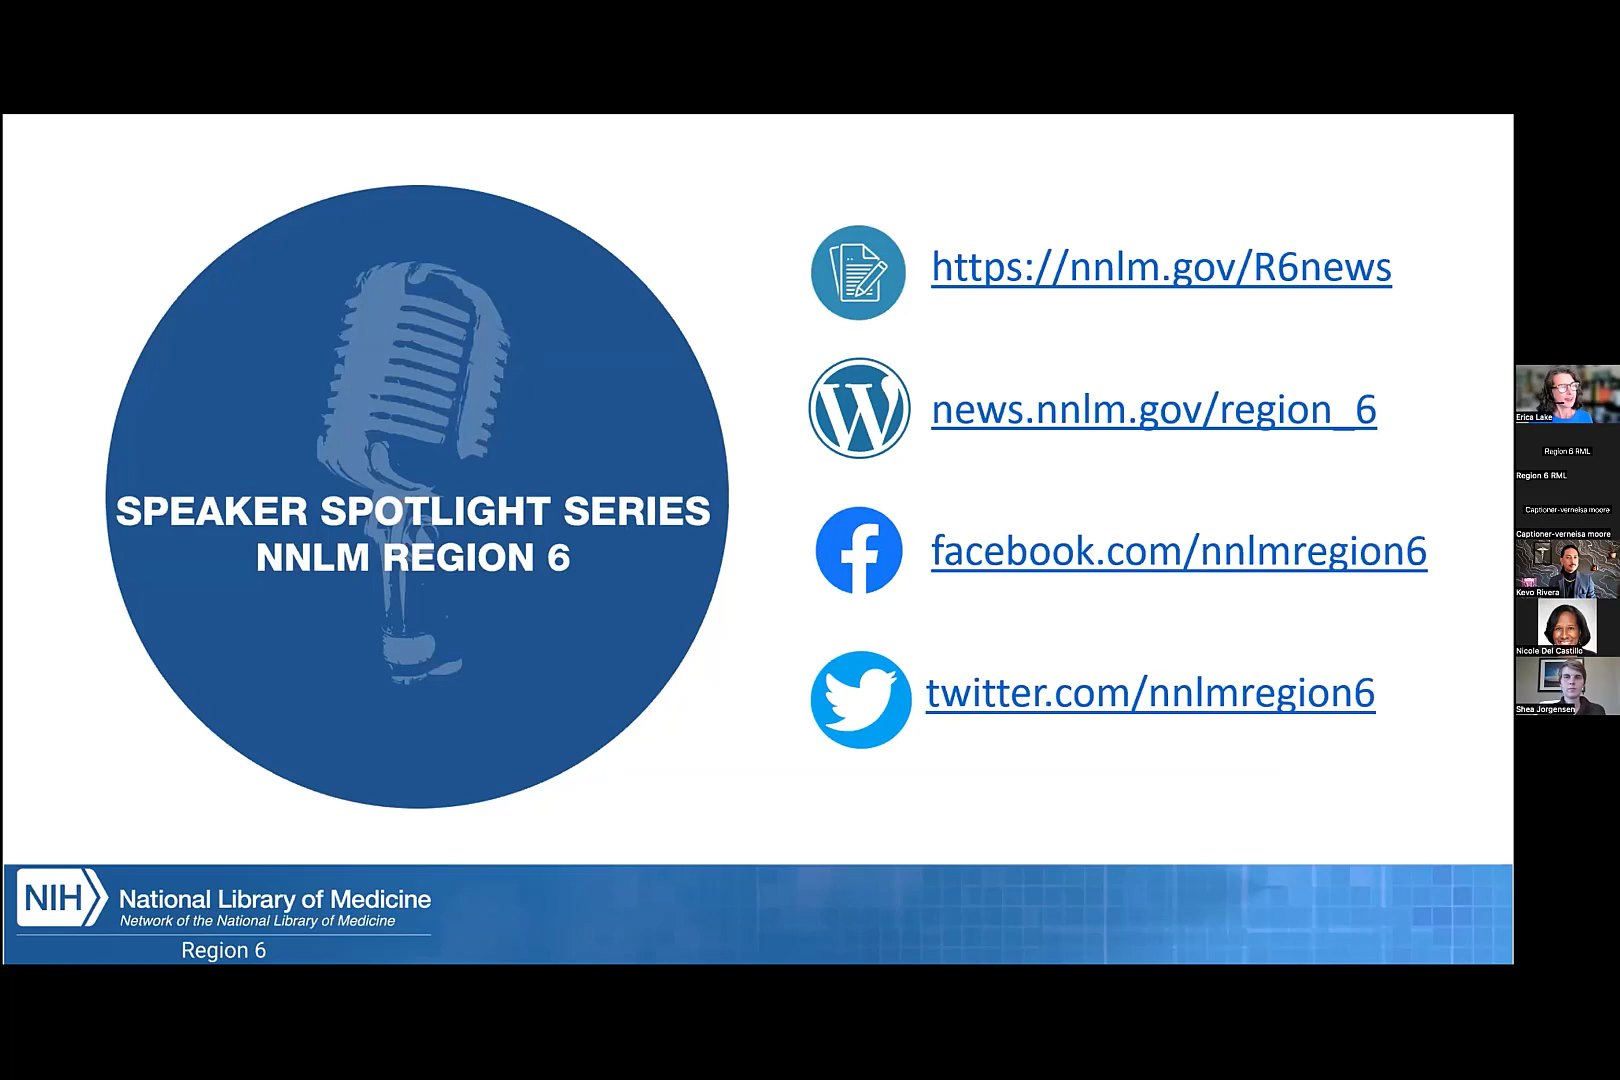 SPEAKER SPOTLIGHT SERIES
NNLM REGION 6
https://nnlm.gov/R6news
news.nnlm.gov/region_6
facebook.com/nnlmregion6
twitter.com/nnlmregion6
NIH
National Library of Medicine
Network of the National Library of Medicine
Region 6
Erica Lake
Region 6 RML
Region 6 RML
Captioner-verneisa moore
Captioner-verneisa moore
Kevo Rivera
Nicole Del Castillo
Shea Jorgensen